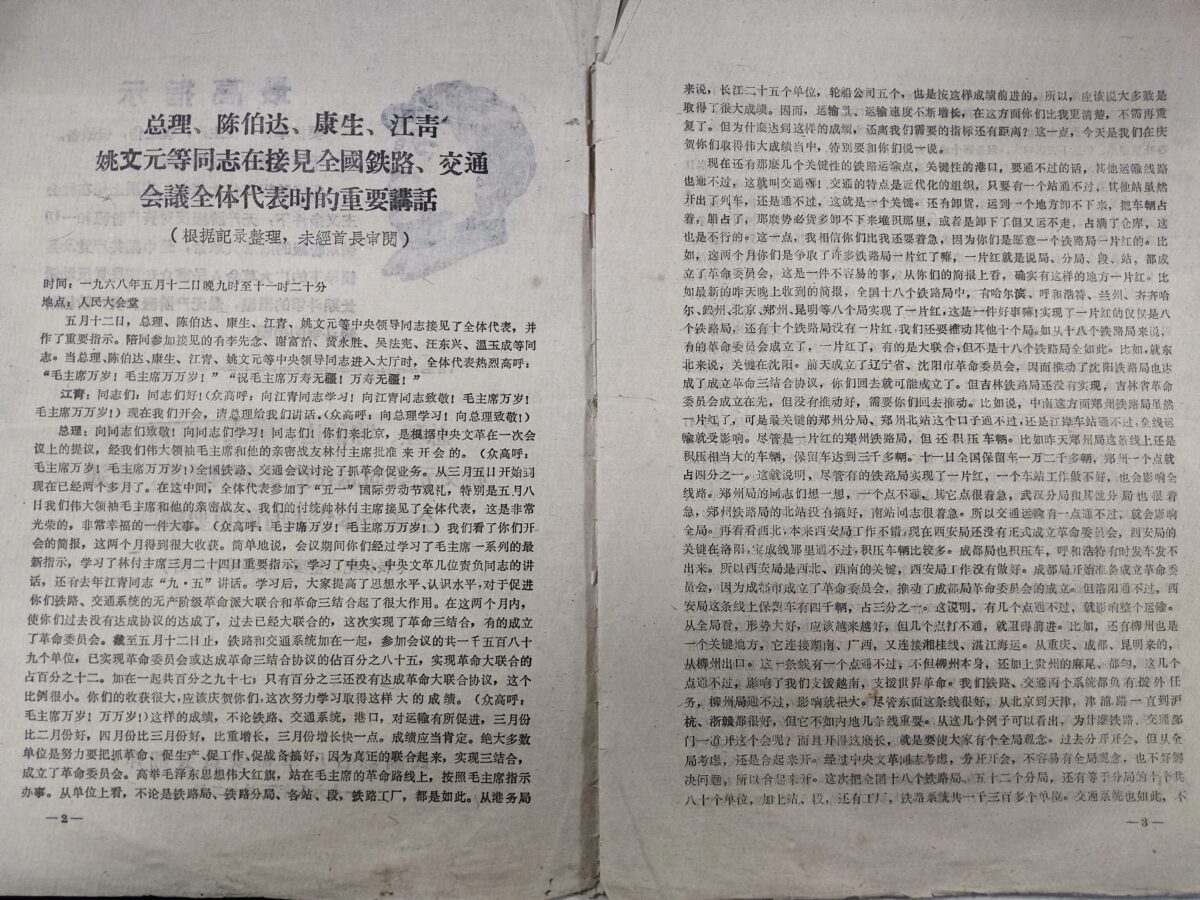 总理、陈伯达、康生、江青
姚文元等同志在接見全國鉄路、交通
会議全体代表时的重要講話
（根据記录整理，未經首長审閱）
时间：一九六八年五月十二日晚九时至十一时二十分
地点：人民大会堂
五月十二日，总理、陈伯达、康生、江青、姚文元等中央领导同志接见了全体代表，并
作了重要指示。陪同参加接见的有李先念、谢富治、黄永胜、吴法宪、汪东兴、温玉成等同
志。当总理、陈伯达、康生、江青、姚文元等中央领导同志进入大厅时，全体代表热烈高呼：
“毛主席万岁！毛主席万万岁！”“祝毛主席万寿无疆！万寿无疆！”
江青：同志们：同志们好！（众高呼：向江青同志学习！向江青同志致敬！毛主席万岁！
毛主席万万岁！）现在我们开会，请总理给我们讲话。（众高呼：向总理学习！向总理致敬！）
总理：向同志们致敬！向同志们学习！同志们！你们来北京，是根据中央文革在一次会
议上的提议，经我们伟大领袖毛主席和他的亲密战友林付主席批准来开会的。（众高呼：
毛主席万岁！毛主席万万岁！）全国铁路、交通会议讨论了抓革命促业务。从三月五日开始到
现在已经两个多月了。在这中间，全体代表参加了“五一”国际劳动节观礼，特别是五月八
日我们伟大领袖毛主席和他的亲密战友、我们的付统帅林付主席接见了全体代表，这是非常
光荣的，非常幸福的一件大事。（众高呼：毛主席万岁！毛主席万万岁！）我们看了你们开
会的简报，这两个月得到很大收获。简单地说，会议期间你们经过学习了毛主席一系列的最
新指示，学习了林付主席三月二十四日重要指示。学习了中央、中央文革几位责负同志的讲
话，还有去年江青同志“九·五”讲话。学习后，大家提高了思想水平、认识水平，对于促进
你们铁路、交通系统的无产阶级革命派大联合和革命三结合起了很大作用。在这两个月内，
使你们过去没有达成协议的达成了，过去已经大联合的，这次实现了革命三结合，有的成立
了革命委员会。截至五月十二日止，铁路和交通系统加在一起，参加会议的共一千五百八十
九个单位，已实现革命委员会或达成革命三结合协议的占百分之八十五，实现革命大联合的
占百分之十二。加在一起共百分之九十七；只有百分之三还没有达成革命大联合协议，这个
比例很小。你们的收获很大，应该庆贺你们，这次努力学习取得这样大的成绩。（众高呼：
毛主席万岁！万万岁！）这样的成绩，不论铁路、交通系统，港口，对运输有所促进，三月份
比二月份好，四月份比三月份好，比重增长，三月份增长快一点。成绩应当肯定。绝大多数
单位是努力要把抓革命、促生产、促工作、促战备搞好，因为真正的联合起来，实现三结合，
成立了革命委员会。高举毛泽东思想伟大红旗，站在毛主席的革命路线上，按照毛主席指示
办事。从单位上看，不论是铁路局、铁路分局、各站、段，铁路工厂，都是如此。从港务局
—2—
来说，长江二十五个单位，轮船公司五个，也是按这样成绩前进的。所以，应该说大多数是
取得了很大成绩。因而，运输 、运输速度不断增长，在这方面你们比我更清楚，不需再重
复了。但为什麽达到这样的成绩，还离我们需要的指标还有距离？这一点，今天是我们在庆
贺你们取得伟大成绩当中，特别要和你们说一说。
现在还有那麽几个关键性的铁路运输点，关键性的港口，要通不过的话，其他运输线路
也通不过，这就叫交通嘛！交通的特点是近代化的组织，只要有一个站通不过，其他站虽然
开出了列车，还是通不过，这就是一个关键。还有卸货，运到一个地方卸不下来，把车辆占
着，船占了，那麽势必货多卸不下来堆积那里，或者是卸下了但又运不走，占满了仓库，这
也是不行的。这一点，我相信你们比我还要着急，因为你们是愿意一个铁路局一片红的。比
如，这两个月你们是争取了许多铁路局一片红了嘛，一片红就是说局、分局、段、站，都成
立了革命委员会，这是一件不容易的事，从你们的简报上看，确实有这样的地方一片红。比
如最新的昨天晚上收到的简报，全国十八个铁路局中，有哈尔滨、呼和浩特、兰州、齐齐哈
尔、锦州、北京、郑州、昆明等八个局实现了一片红，这是一件好事嘛！实现了一片红的仅仅是八
个铁路局，还有十个铁路局没有一片红，我们还要推动其他十个局。如从十八个铁路局来说，
有的革命委员会成立了，一片红了，有的是大联合，但不是十八个铁路局全如此。比如，就东
北来说，关键在沈阳。前天成立了辽宁省、沈阳市革命委员会，因而推动了沈阳铁路局也达
成了成立革命三结合协议，你们回去就可能成立了。但吉林铁路局还没有实现，吉林省革命
委员会成立在先，但没有推动好，需要你们回去推动。比如说，中南这方面郑州铁路局虽然
一片红了，可是最关键的郑州分局、郑州北站这个口子通不过，还是江岸车站通不过，全线运
输就受影响。尽管是一片红的郑州铁路局，但还积压车辆。比如昨天郑州局这条线上还是
积压相当大的车辆，保留车达到三千多辆。十一日全国保留车一万二千多辆，郑州一个点就
占四分之一。这就说明，尽管有的铁路局实现了一片红，一个车站工作做不好，也会影响全
线路。郑州局的同志们想一想，一个点不通，其它点很着急，武汉分局和其他分局也很着
急，郑州铁路局的北站没有搞好，南站同志很着急。所以交通运输有一点不通，就会影响
全局。再看看西北，本来西安局工作不错，现在西安局还没有正式成立革命委员会，西安局的
关键在洛阳，宝成线那里通不过，积压车辆比较多。成都局也积压车，呼和浩特有时发车发不
出来。所以西安局是西北、西南的关键，西安局工作没有做好。成都局开始准备成立革命委
员会，因为成都市成立了革命委员会，推动了成都局革命委员会的成立。但洛阳通不过，西
安局这条线上保留车有四千辆，占三分之一。这说明，有几个点通不过，就影响整个运输。
从全局看，形势大好，应该越来越好，但几个点打不通，就阻碍前进。比如，还有柳州也是
一个关键地方，它连接湖南、广西，又连接湘桂线、湛江海运。从重庆、成都、昆明来的，
从柳州出口。这一条线有一个点通不过，不但柳州本身，还加上贵州的麻尾、都匀，这几个
点通不过，影响了我们支援越南，支援世界革命。我们铁路、交通两个系统都负有援外任
务，柳州局通不过，影响就很大。尽管东面这条线很好，从北京到天津，津浦路一直到沪
杭、浙赣都很好，但它不如内地几条线重要。从这几个例子可以看出，为什麽铁路、交通部
门一道开这个会呢？而且开得这麽长，就是要使大家有个全局观念。过去分开开会，但从全
局考虑，还是合起来开。经过中央文革同志考虑，分开开会，不容易有全局观念，也不好解
决问题，所以合起来开。这次把全国十八个铁路局、五十二个分局，还有等于分局的十个共
八十个单位，加上站、段，还有工厂，铁路系统共一千三百多个单位。交通系统也如此，不
—3—